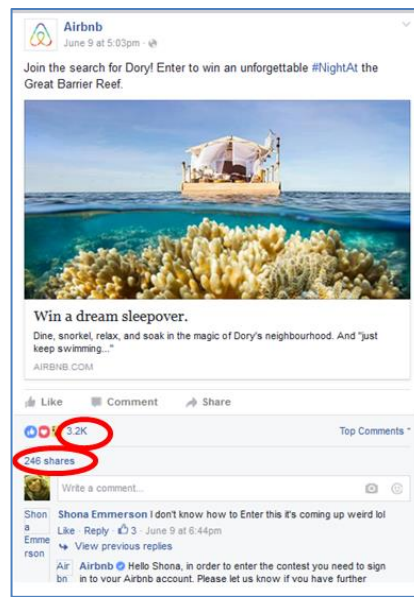 Airbnb
June 9 at 5:03pm ·
Join the search for Dory! Enter to win an unforgettable #NightAt the
Great Barrier Reef.
Win a dream sleepover.
Dine, snorkel, relax, and soak in the magic of Dory's neighbourhood. And "just
keep swimming..."
AIRBNB.COM
Like Comment Share
3.2K Top Comments
246 shares
Write a comment...
Shona Emmerson I don't know how to Enter this it's coming up weird lol
Shon
a
Emme
rson
Like · Reply · 3 · June 9 at 6:44pm
View previous replies
Air
bn
Airbnb Hello Shona, in order to enter the contest you need to sign
in to your Airbnb account. Please let us know if you have further